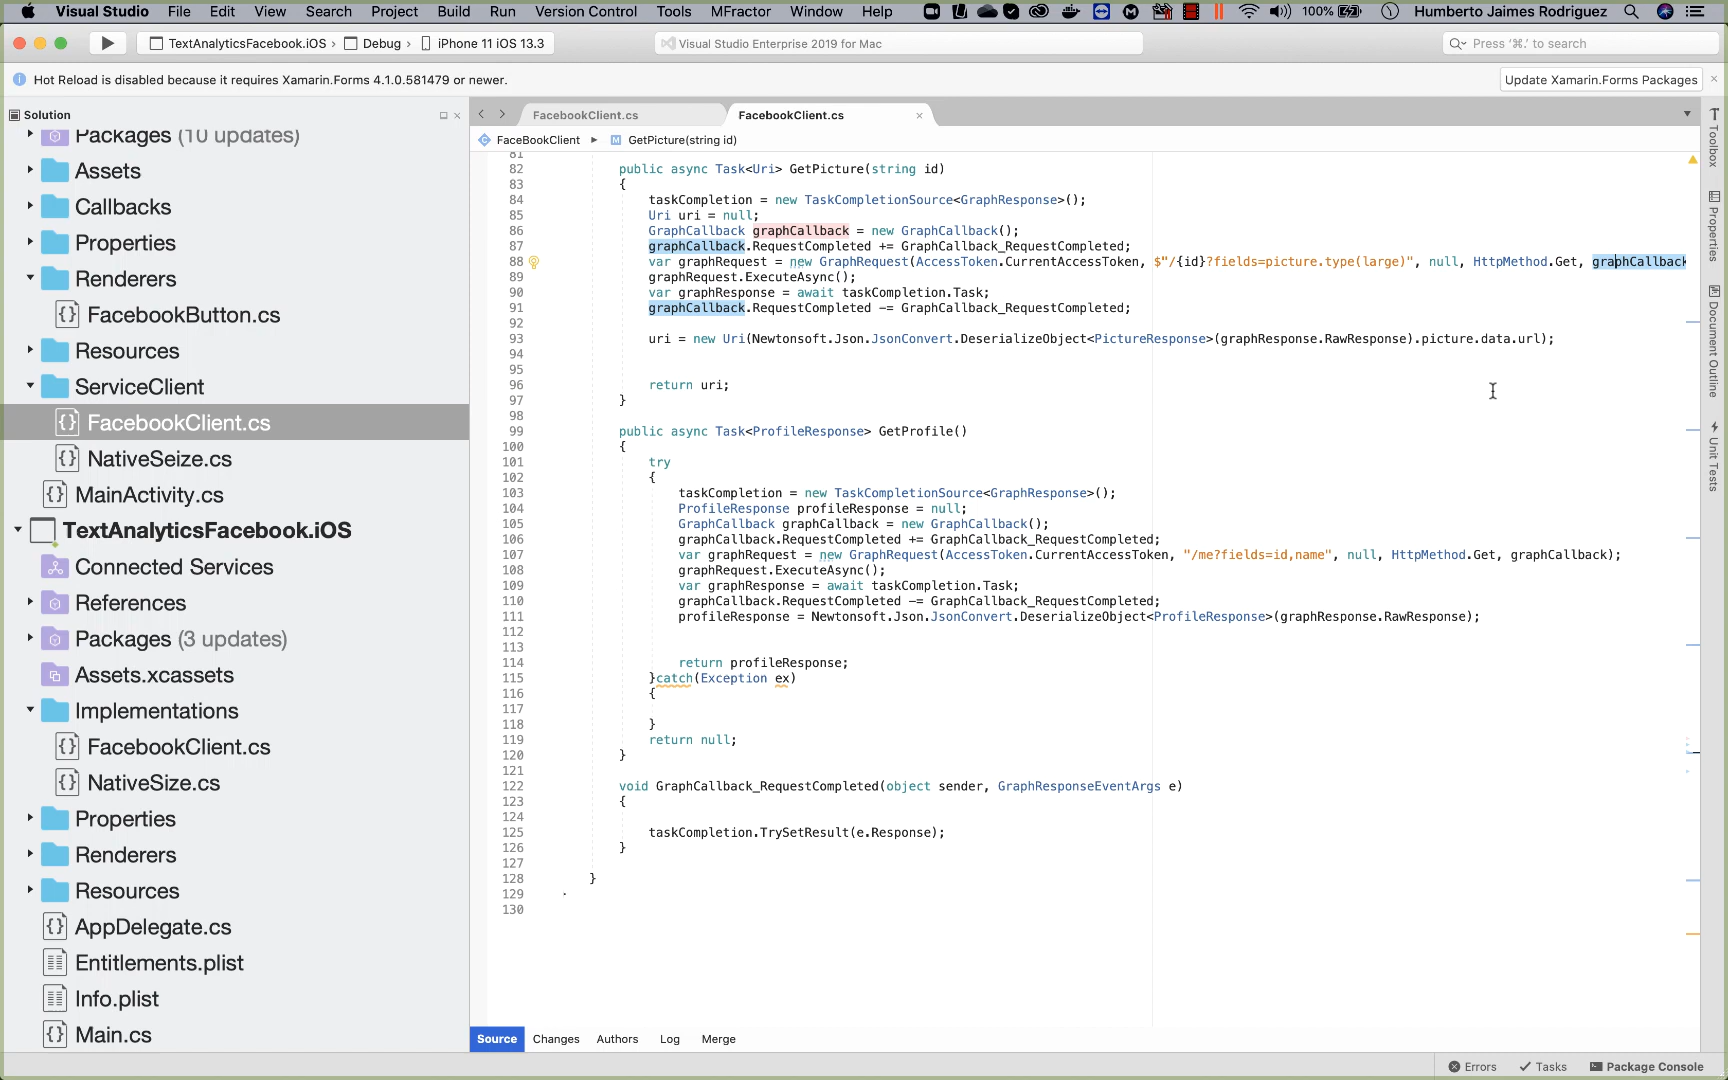 Visual Studio File Edit View Search Project Build Run Version Control Tools MFractor Window Help 100% Humberto Jaimes Rodriguez
TextAnalyticsFacebook.iOS › Debug › iPhone 11 iOS 13.3
Visual Studio Enterprise 2019 for Mac
Press '⌘.' to search
Hot Reload is disabled because it requires Xamarin.Forms 4.1.0.581479 or newer.
Update Xamarin.Forms Packages
Solution
Packages (10 updates)
Assets
Callbacks
Properties
Renderers
FacebookButton.cs
Resources
ServiceClient
FacebookClient.cs
NativeSeize.cs
MainActivity.cs
TextAnalyticsFacebook.iOS
Connected Services
References
Packages (3 updates)
Assets.xcassets
Implementations
FacebookClient.cs
NativeSize.cs
Properties
Renderers
Resources
AppDelegate.cs
Entitlements.plist
Info.plist
Main.cs
FacebookClient.cs
FacebookClient.cs
FaceBookClient
GetPicture(string id)
81
82 public async Task<Uri> GetPicture(string id)
83 {
84 taskCompletion = new TaskCompletionSource<GraphResponse>();
85 Uri uri = null;
86 GraphCallback graphCallback = new GraphCallback();
87 graphCallback.RequestCompleted += GraphCallback_RequestCompleted;
88 var graphRequest = new GraphRequest(AccessToken.CurrentAccessToken, $"/{id}?fields=picture.type(large)", null, HttpMethod.Get, graphCallback
89 graphRequest.ExecuteAsync();
90 var graphResponse = await taskCompletion.Task;
91 graphCallback.RequestCompleted -= GraphCallback_RequestCompleted;
92
93 uri = new Uri(Newtonsoft.Json.JsonConvert.DeserializeObject<PictureResponse>(graphResponse.RawResponse).picture.data.url);
94
95
96 return uri;
97 }
98
99 public async Task<ProfileResponse> GetProfile()
100 {
101 try
102 {
103 taskCompletion = new TaskCompletionSource<GraphResponse>();
104 ProfileResponse profileResponse = null;
105 GraphCallback graphCallback = new GraphCallback();
106 graphCallback.RequestCompleted += GraphCallback_RequestCompleted;
107 var graphRequest = new GraphRequest(AccessToken.CurrentAccessToken, "/me?fields=id,name", null, HttpMethod.Get, graphCallback);
108 graphRequest.ExecuteAsync();
109 var graphResponse = await taskCompletion.Task;
110 graphCallback.RequestCompleted -= GraphCallback_RequestCompleted;
111 profileResponse = Newtonsoft.Json.JsonConvert.DeserializeObject<ProfileResponse>(graphResponse.RawResponse);
112
113
114 return profileResponse;
115 }catch(Exception ex)
116 {
117
118 }
119 return null;
120 }
121
122 void GraphCallback_RequestCompleted(object sender, GraphResponseEventArgs e)
123 {
124
125 taskCompletion.TrySetResult(e.Response);
126 }
127
128 }
129
130
Toolbox
Properties
Document Outline
Unit Tests
Source Changes Authors Log Merge
Errors Tasks Package Console